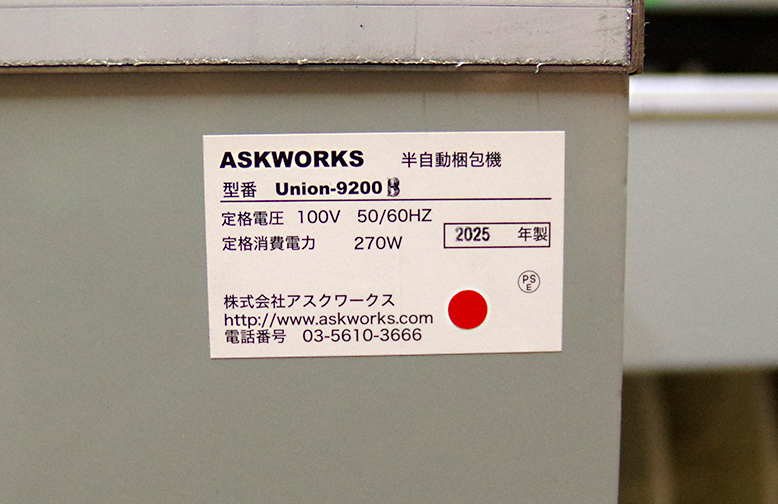 ASKWORKS 半自動梱包機
型番 Union-9200B
定格電圧 100V 50/60HZ
定格消費電力 270W
2025 年製
PS
E
株式会社アスクワークス
http://www.askworks.com
電話番号 03-5610-3666